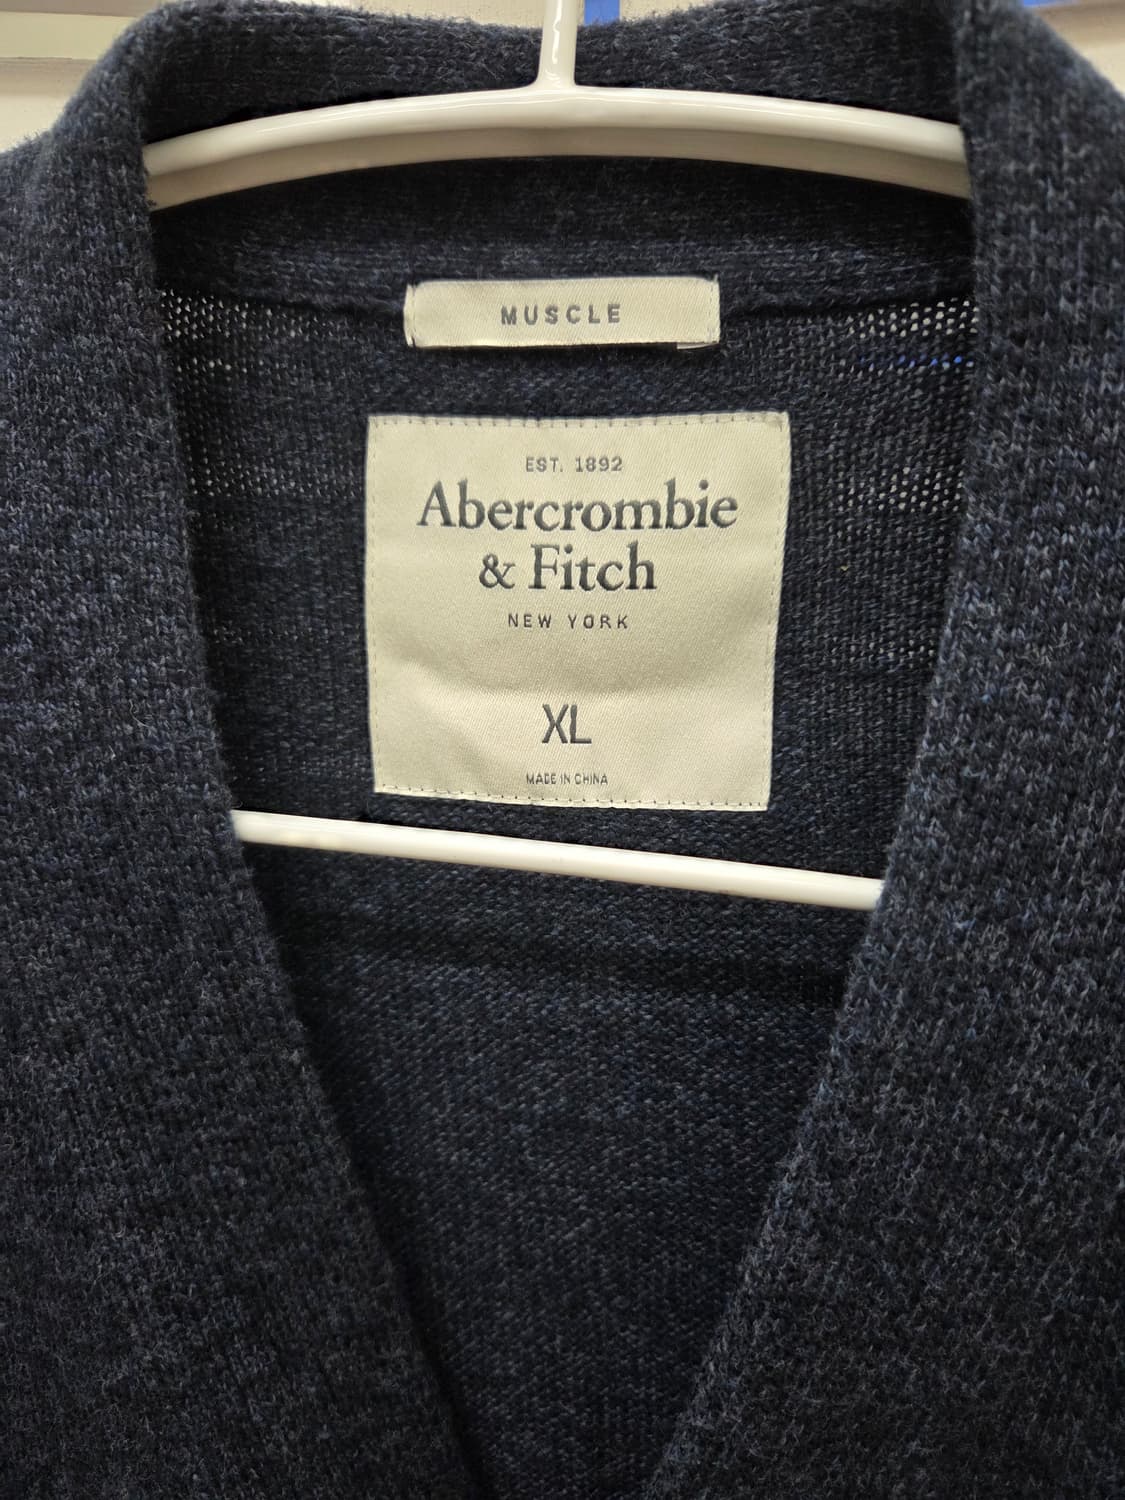 MUSCLE
EST. 1892
Abercrombie
& Fitch
NEW YORK
XL
MADE IN CHINA